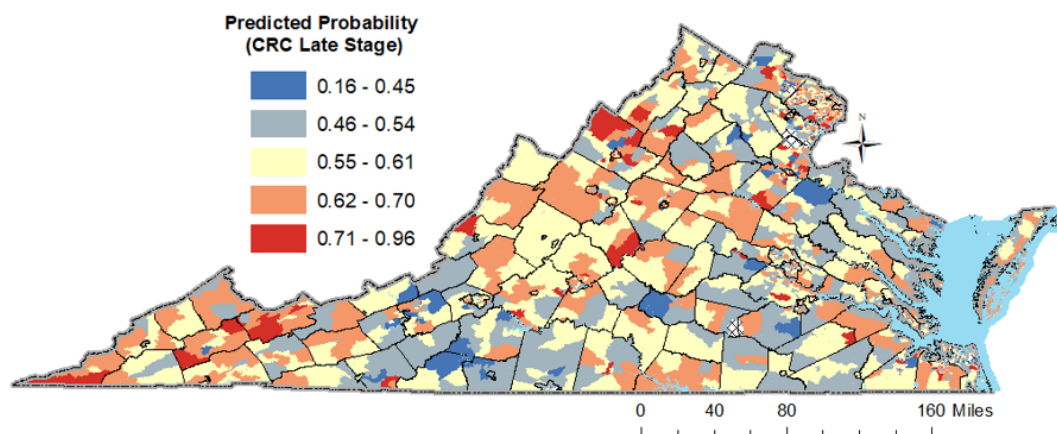 Predicted Probability
(CRC Late Stage)
0.16 - 0.45
0.46 - 0.54
0.55 - 0.61
0.62 - 0.70
0.71 - 0.96
N
0 40 80 160 Miles